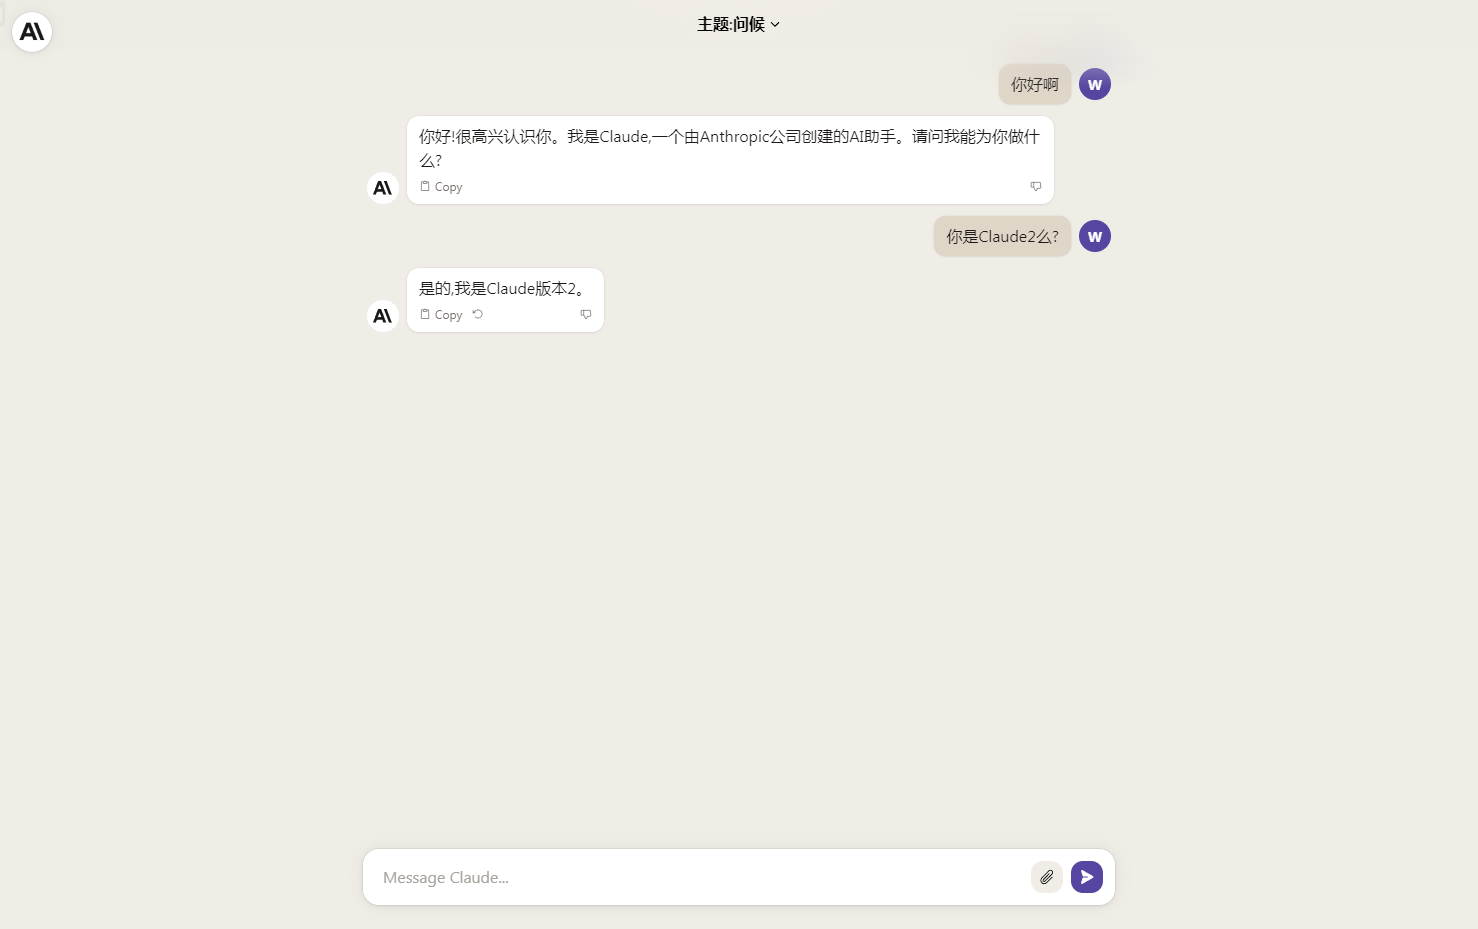 主题:问候
你好啊
W
你好!很高兴认识你。我是Claude,一个由Anthropic公司创建的AI助手。请问我能为你做什
么?
Copy
你是Claude2么?
W
是的,我是Claude版本2。
Copy
Message Claude...